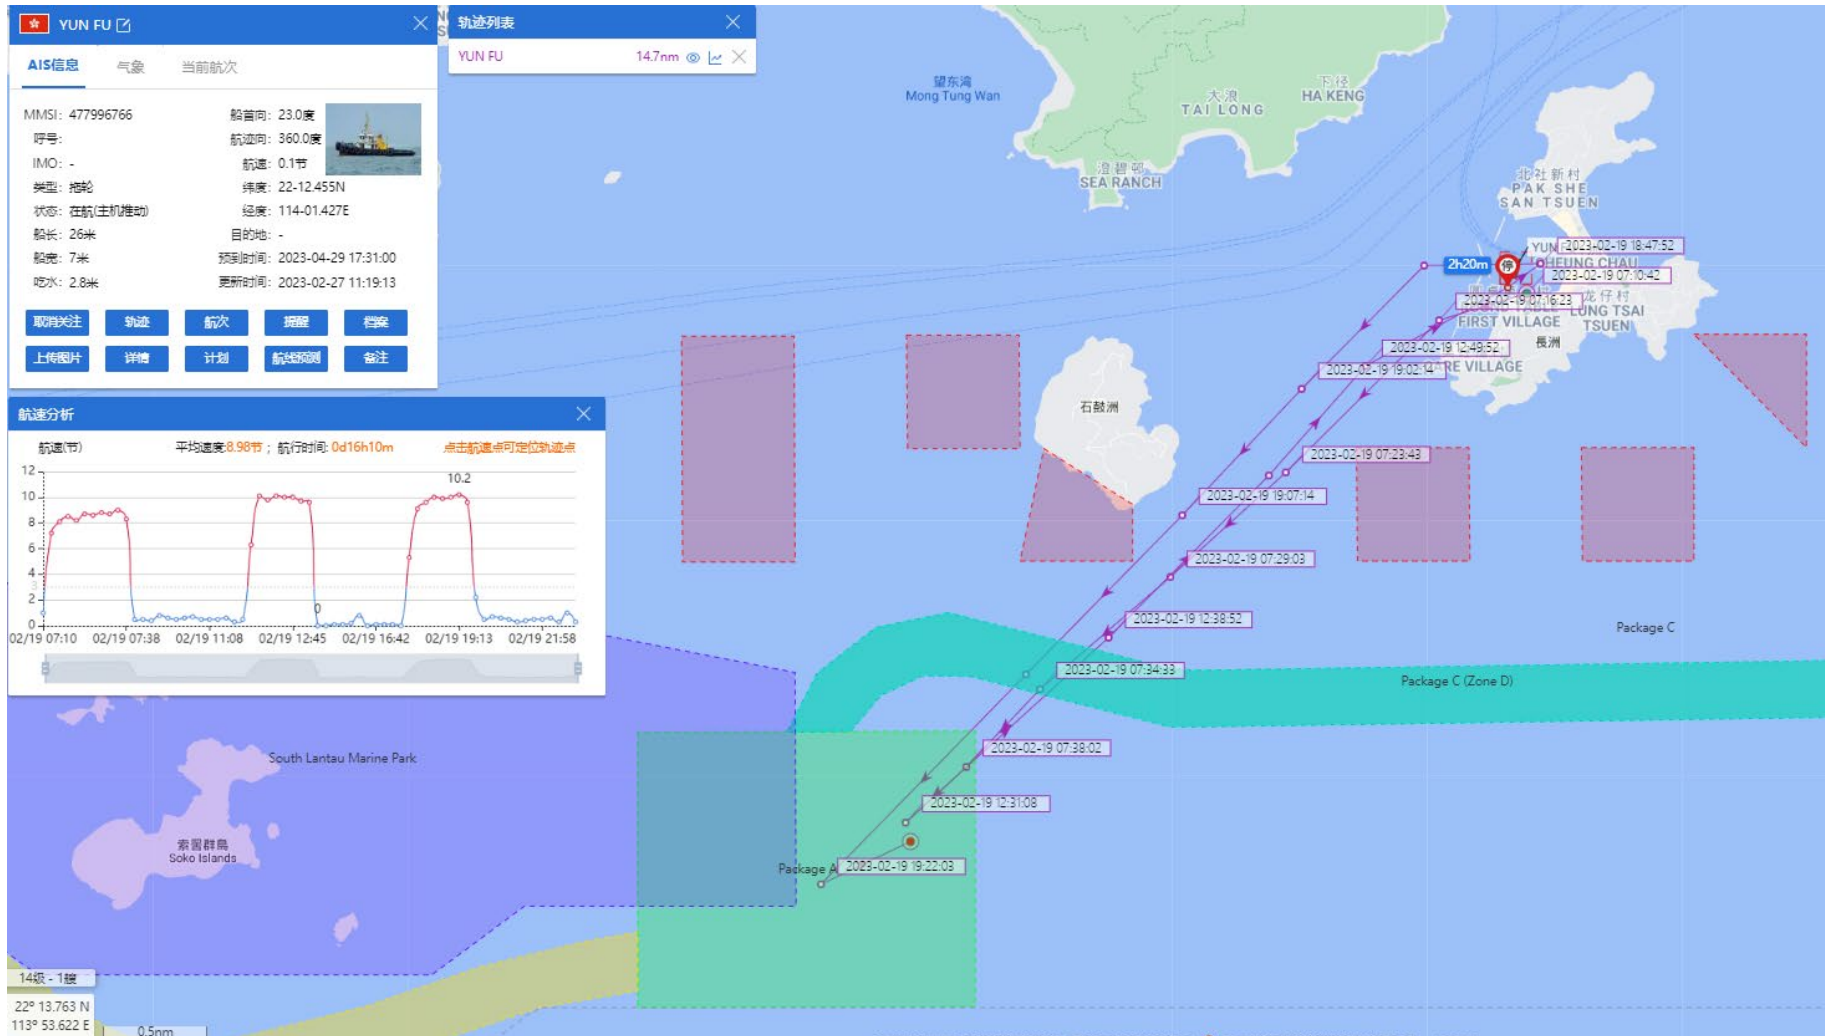 YUN FU
AIS信息
气象
当前航次
MMSI: 477996766
船首向: 23.0度
呼号:
航迹向: 360.0度
IMO: -
航速: 0.1节
类型: 拖轮
纬度: 22-12.455N
状态: 在航(主机推动)
经度: 114-01.427E
船长: 26米
目的地: -
船宽: 7米
预到时间: 2023-04-29 17:31:00
吃水: 2.8米
更新时间: 2023-02-27 11:19:13
取消关注 轨迹 航次 提醒 档案
上传图片 详情 计划 航线预测 备注
轨迹列表
YUN FU 14.7nm
航速分析
航速(节)
平均速度:8.98节 ; 航行时间: 0d16h10m
点击航速点可定位轨迹点
12
10
8
6
4
3
2
0
10.2
0
02/19 07:10 02/19 07:38 02/19 11:08 02/19 12:45 02/19 16:42 02/19 19:13 02/19 21:58
望东湾
Mong Tung Wan
大浪
TAI LONG
下径
HA KENG
澄碧邨
SEA RANCH
北社新村
PAK SHE
SAN TSUEN
2h20m
停
2023-02-19 18:47:52
CHEUNG CHAU
2023-02-19 07:10:42
2023-02-19 07:16:23
龙仔村
LUNG TSAI
TSUEN
FIRST VILLAGE
長洲
2023-02-19 12:49:52
2023-02-19 19:02:14
VILLAGE
石鼓洲
2023-02-19 07:23:43
2023-02-19 19:07:14
2023-02-19 07:29:03
2023-02-19 12:38:52
Package C
2023-02-19 07:34:33
Package C (Zone D)
2023-02-19 07:38:02
South Lantau Marine Park
2023-02-19 12:31:08
索罟群島
Soko Islands
Package A
2023-02-19 19:22:03
14级 - 1艘
22º 13.763 N
113º 53.622 E
0.5nm